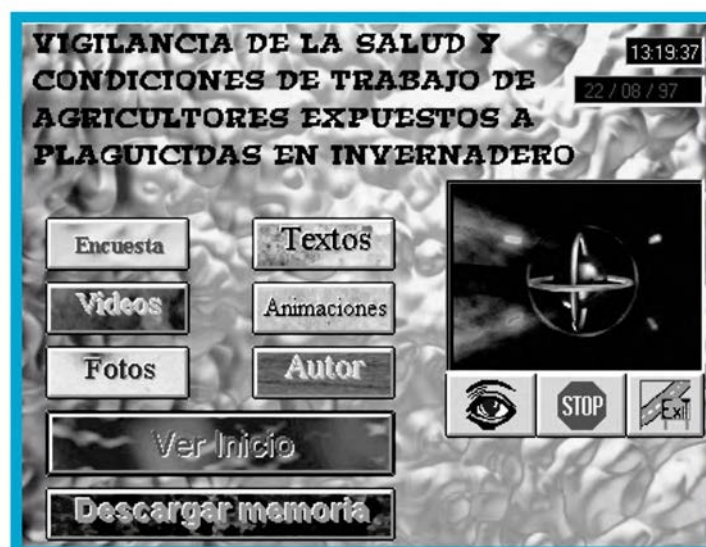 VIGILANCIA DE LA SALUD Y
CONDICIONES DE TRABAJO DE
AGRICULTORES EXPUESTOS A
PLAGUICIDAS EN INVERNADERO
13:19:37
22 / 08 / 97
Encuesta
Textos
Videos
Animaciones
Fotos
Autor
Ver Inicio
Descargar memoria
STOP
Exit